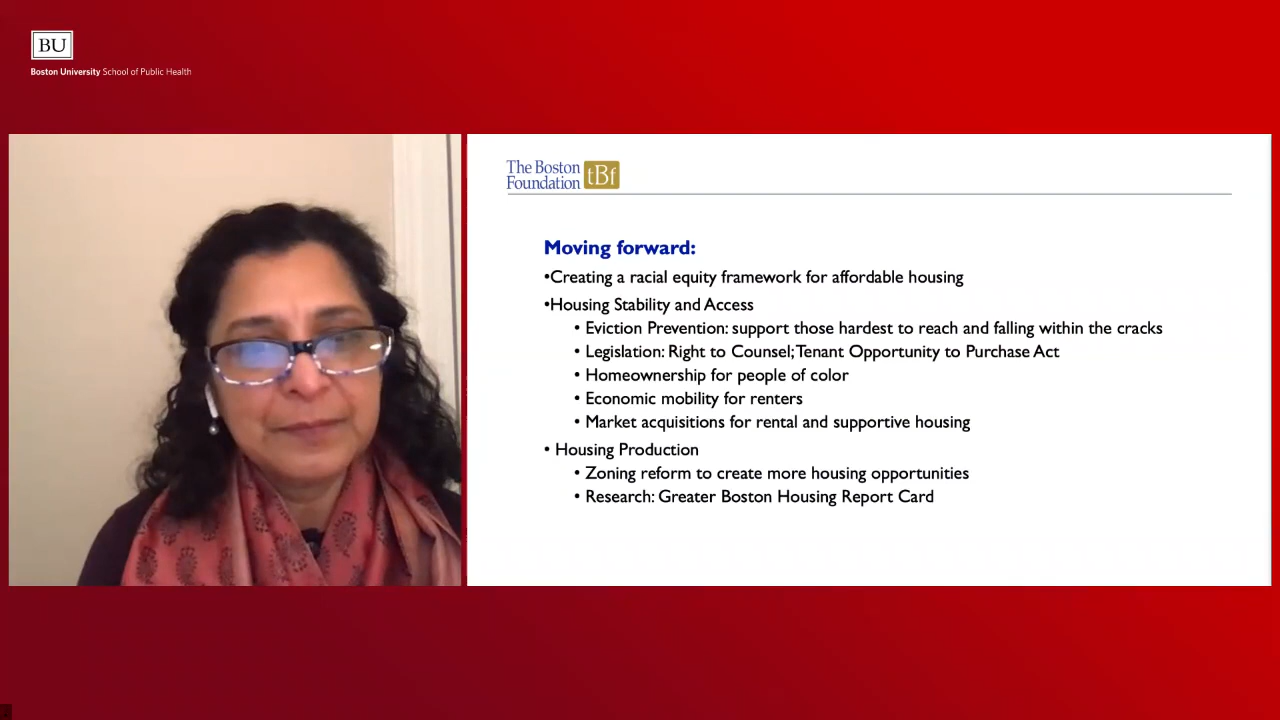 BU
Boston University School of Public Health
The Boston
Foundation
tBf
Moving forward:
•Creating a racial equity framework for affordable housing
•Housing Stability and Access
• Eviction Prevention: support those hardest to reach and falling within the cracks
• Legislation: Right to Counsel; Tenant Opportunity to Purchase Act
• Homeownership for people of color
• Economic mobility for renters
• Market acquisitions for rental and supportive housing
• Housing Production
• Zoning reform to create more housing opportunities
• Research: Greater Boston Housing Report Card